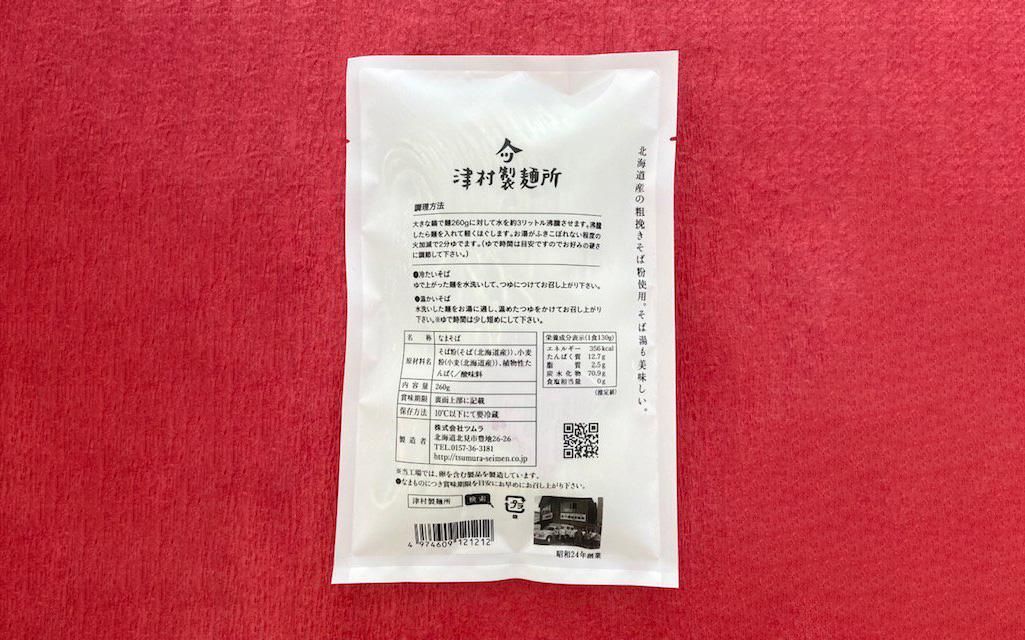 津村製麺所
北海道産の粗挽きそば粉使用。そば湯も美味しい。
調理方法
大きな鍋で麺260gに対して水を約3リットル沸騰させます。沸騰
したら麺を入れて軽くほぐします。お湯がふきこぼれない程度の
火加減で2分ゆでます。(ゆで時間は目安ですのでお好みの硬さ
に調節して下さい。)
❶冷たいそば
ゆで上がった麺を水洗いして、つゆにつけてお召し上がり下さい。
❷温かいそば
水洗いした麺をお湯に通し、温めたつゆをかけてお召し上がり
下さい。※ゆで時間は少し短めにして下さい。
名 称 なまそば
原材料名 そば粉(そば(北海道産))、小麦
粉(小麦(北海道産))、植物性た
んぱく/酸味料
内容量 260g
賞味期限 裏面上部に記載
保存方法 10℃以下にて要冷蔵
製造者 株式会社ツムラ
北海道北見市豊地26-26
TEL.0157-36-3181
http://tsumura-seimen.co.jp
栄養成分表示(1食130g)
エネルギー 356kcal
たんぱく質 12.7g
脂質 2.5g
炭水化物 70.9g
食塩相当量 0g
(推定値)
※当工場では、卵を含む製品を製造しています。
●なまものにつき賞味期限を目安にお早めにお召し上がり下さい。
津村製麺所 検索
プラ
4 974609 121212
昭和24年創業